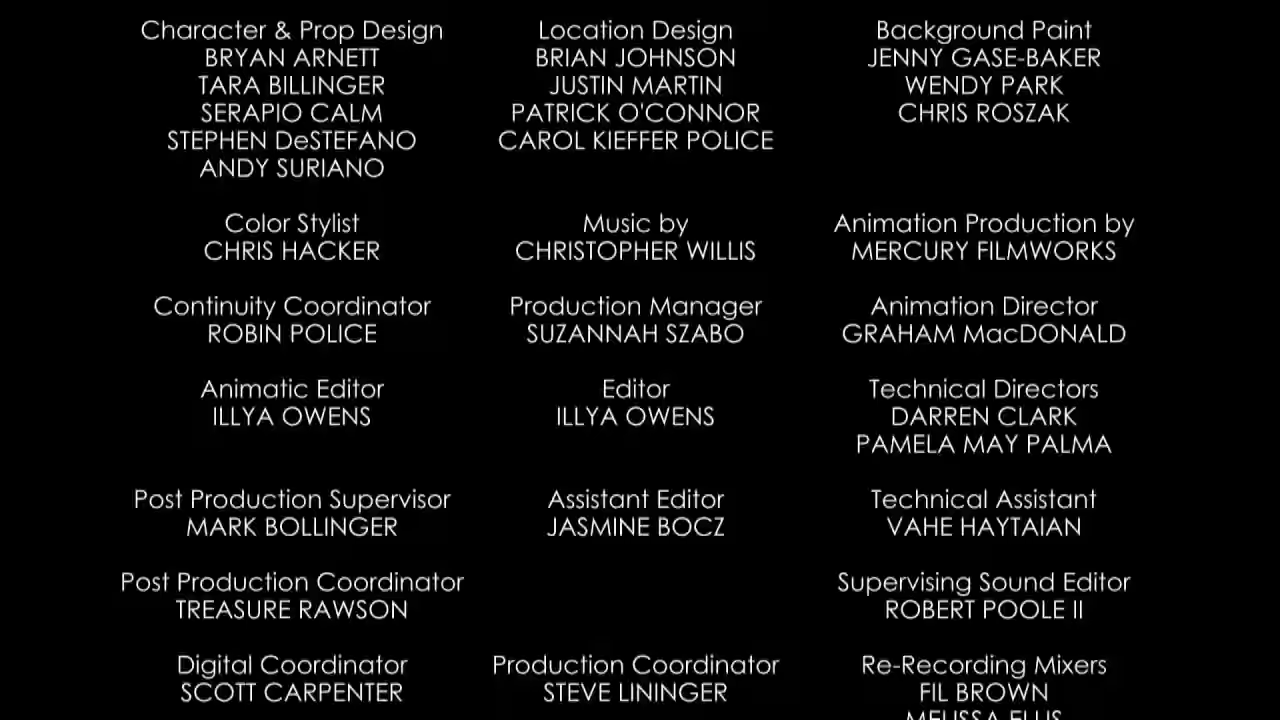 Character & Prop Design
BRYAN ARNETT
TARA BILLINGER
SERAPIO CALM
STEPHEN DeSTEFANO
ANDY SURIANO
Location Design
BRIAN JOHNSON
JUSTIN MARTIN
PATRICK O'CONNOR
CAROL KIEFFER POLICE
Background Paint
JENNY GASE-BAKER
WENDY PARK
CHRIS ROSZAK
Color Stylist
CHRIS HACKER
Music by
CHRISTOPHER WILLIS
Animation Production by
MERCURY FILMWORKS
Continuity Coordinator
ROBIN POLICE
Production Manager
SUZANNAH SZABO
Animation Director
GRAHAM MacDONALD
Animatic Editor
ILLYA OWENS
Editor
ILLYA OWENS
Technical Directors
DARREN CLARK
PAMELA MAY PALMA
Post Production Supervisor
MARK BOLLINGER
Assistant Editor
JASMINE BOCZ
Technical Assistant
VAHE HAYTAIAN
Post Production Coordinator
TREASURE RAWSON
Supervising Sound Editor
ROBERT POOLE II
Digital Coordinator
SCOTT CARPENTER
Production Coordinator
STEVE LININGER
Re-Recording Mixers
FIL BROWN
MELISSA ELLIS